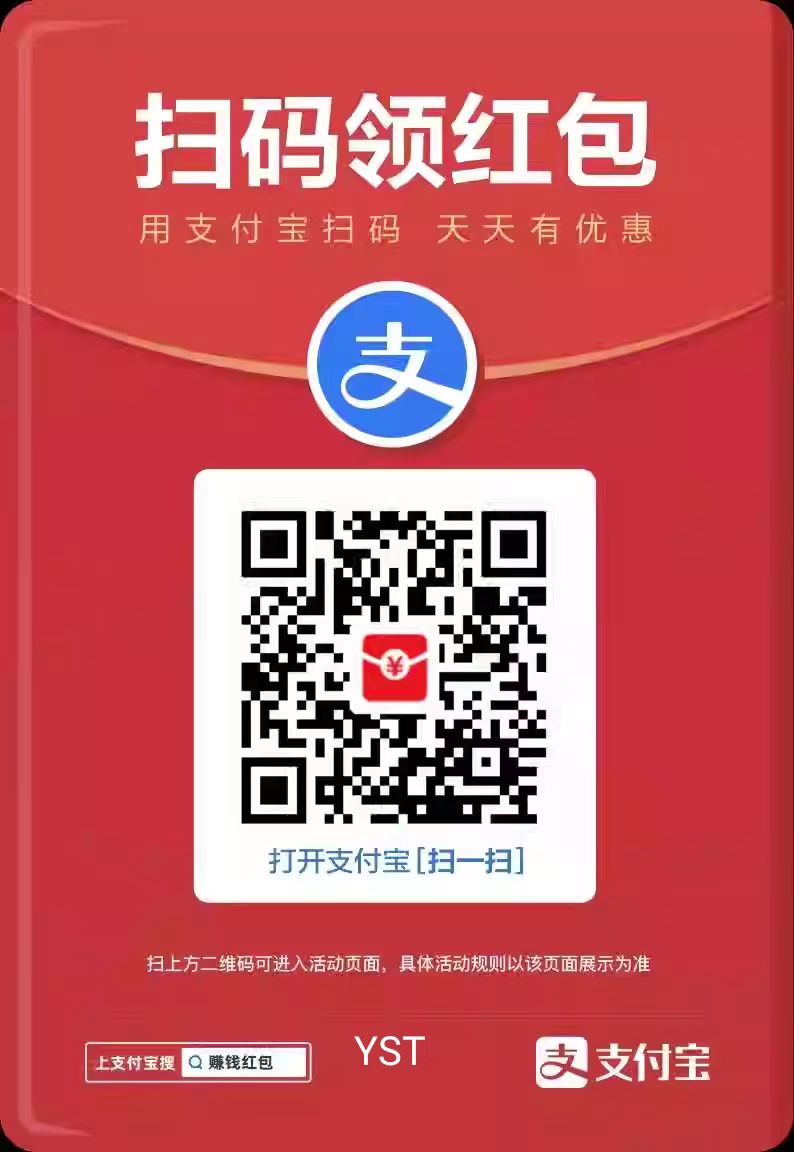 扫码领红包
用支付宝扫码 天天有优惠
支
¥
打开支付宝[扫一扫]
扫上方二维码可进入活动页面，具体活动规则以该页面展示为准
上支付宝搜 赚钱红包
YST
支 支付宝